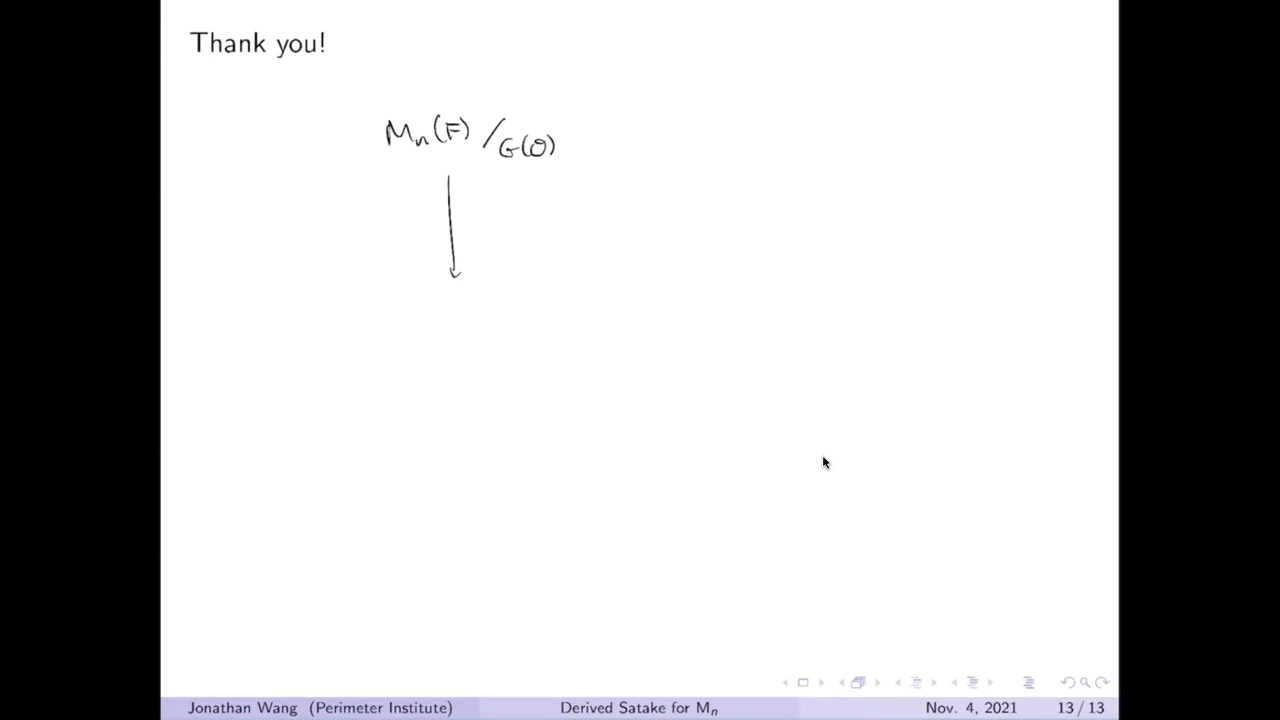 Thank you!
Mn(F) / G(O)
Jonathan Wang (Perimeter Institute) Derived Satake for Mn Nov. 4, 2021 13 / 13